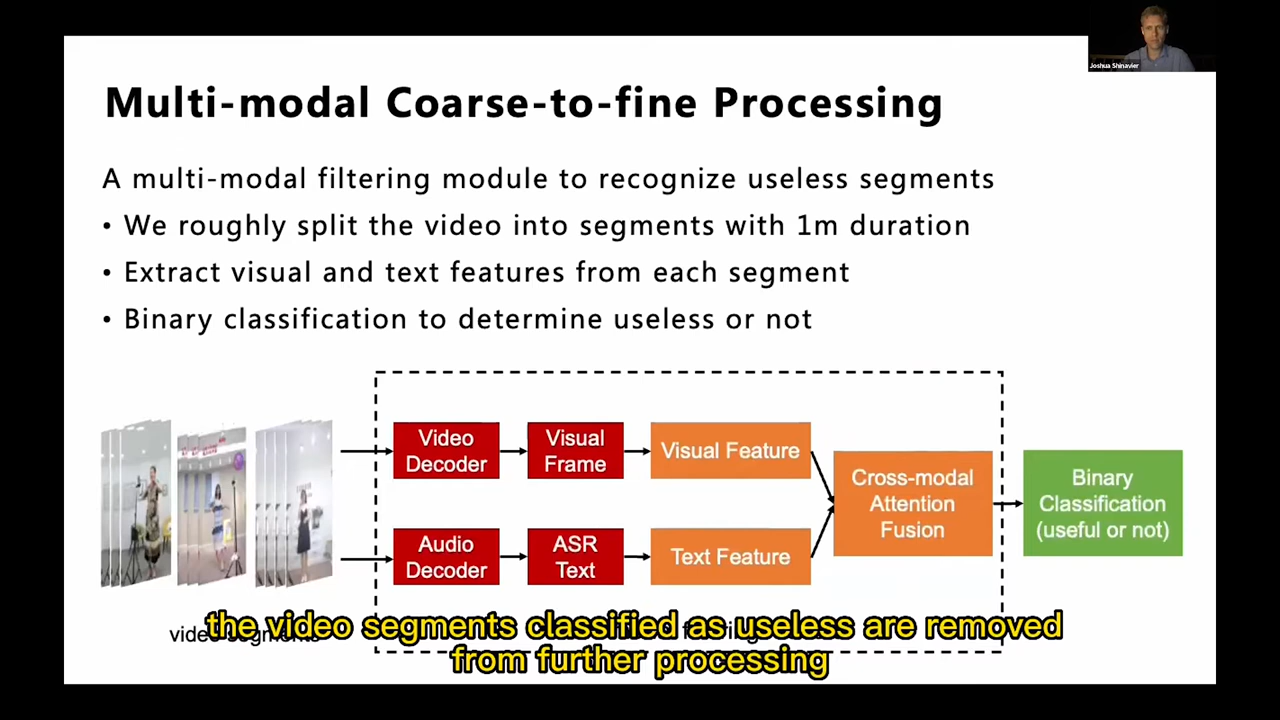 Joshua Shinavier
Multi-modal Coarse-to-fine Processing
A multi-modal filtering module to recognize useless segments
• We roughly split the video into segments with 1m duration
• Extract visual and text features from each segment
• Binary classification to determine useless or not
Video
Decoder
Visual
Frame
Visual Feature
Audio
Decoder
ASR
Text
Text Feature
Cross-modal
Attention
Fusion
Binary
Classification
(useful or not)
video segments
the video segments classified as useless are removed
from further processing